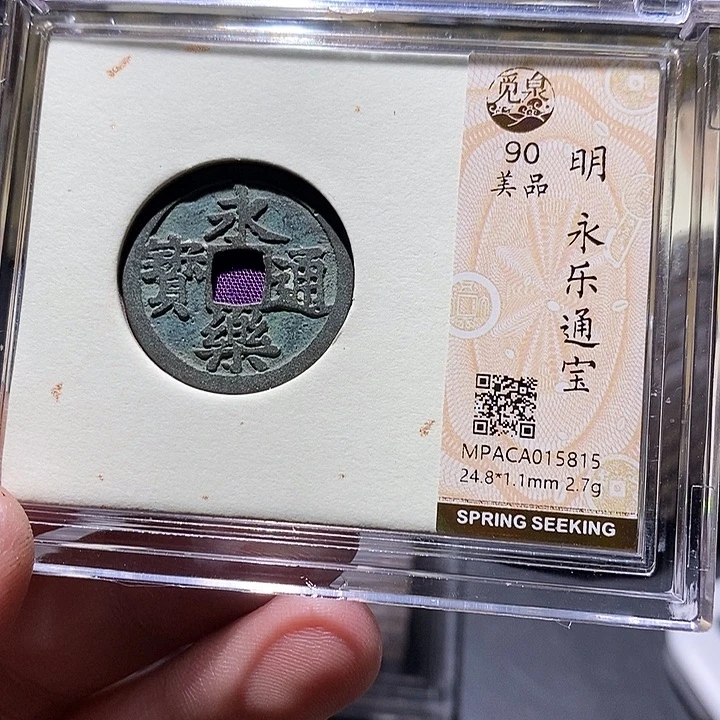 永樂通寶
觅泉
90
美品
明 永乐通宝
MPACA015815
24.8*1.1mm 2.7g
SPRING SEEKING